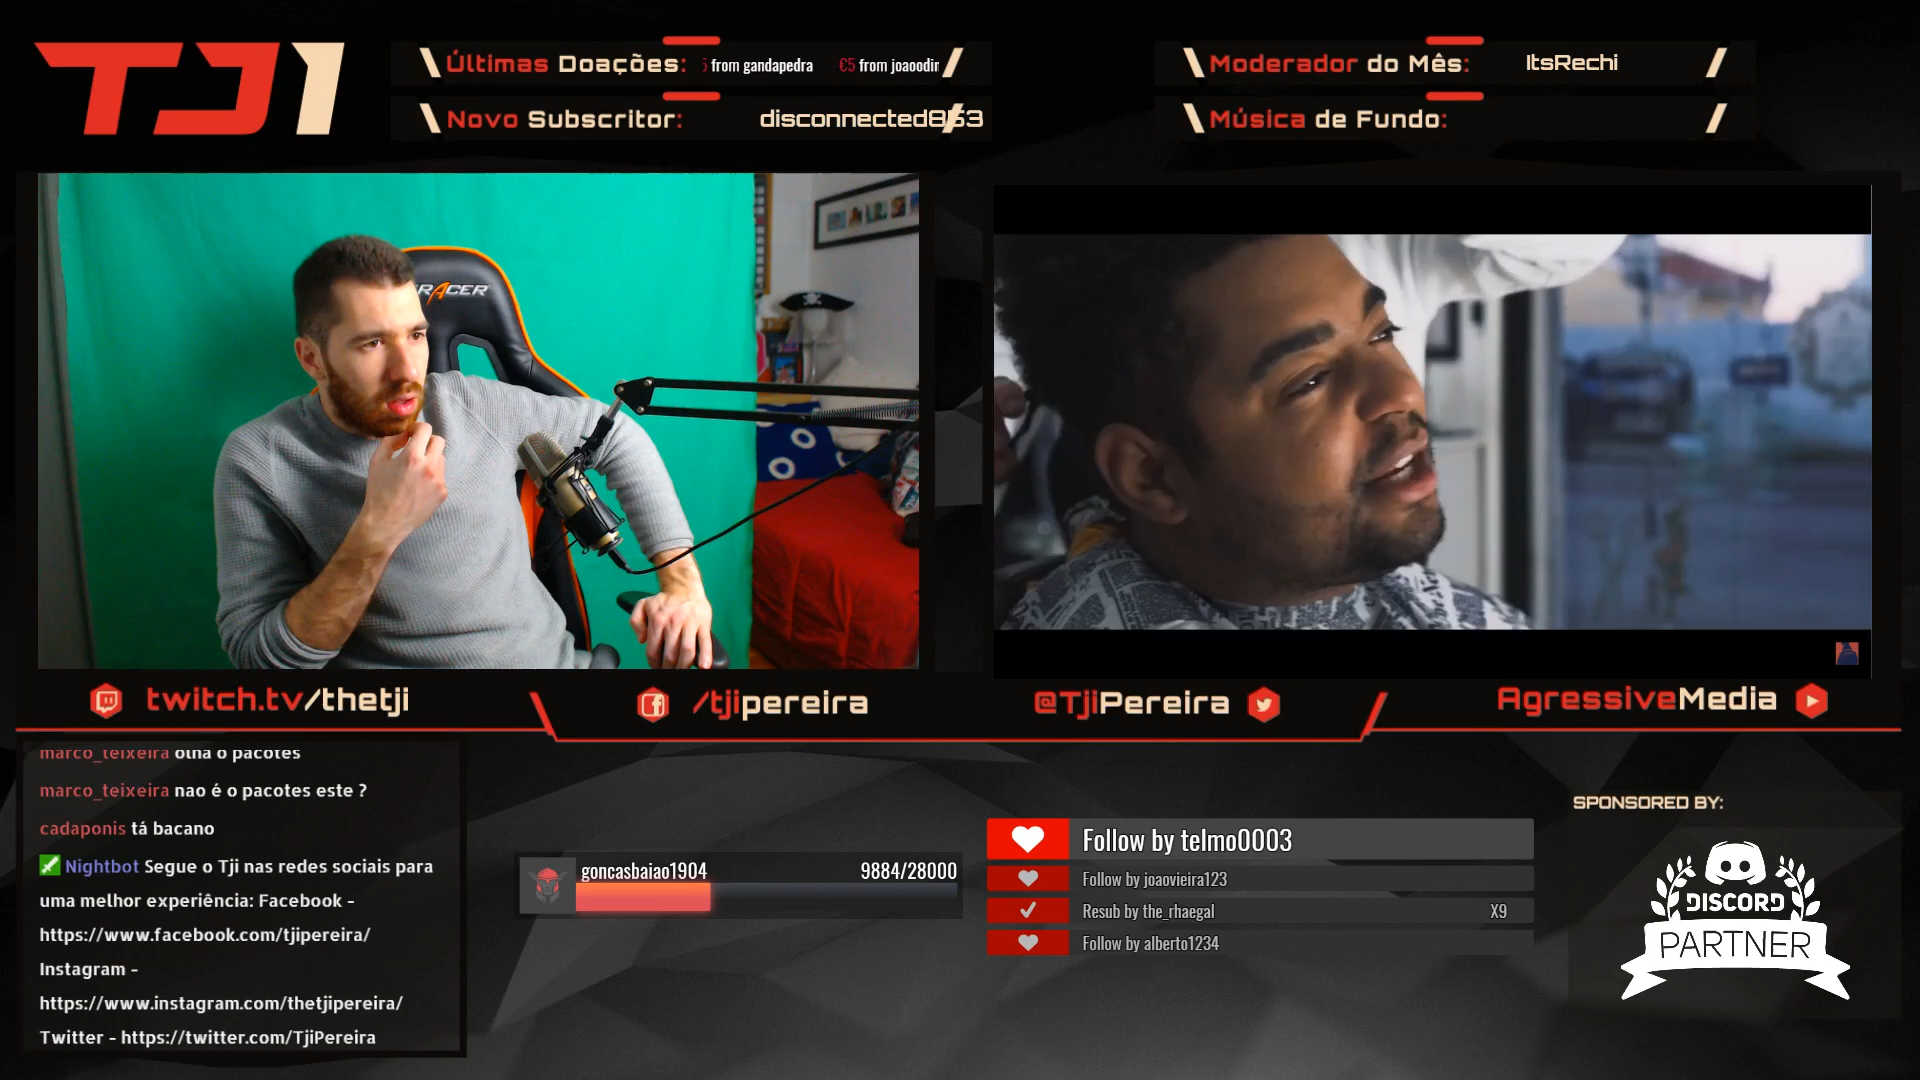 TJI
Últimas Doações: from gandapedra €5 from joaoodin
Novo Subscritor: disconnected853
Moderador do Mês: ItsRechi
Música de Fundo:
RACER
twitch.tv/thetji
/tjipereira
@TjiPereira
AgressiveMedia
marco_teixeira olha o pacotes
marco_teixeira nao é o pacotes este ?
cadaponis tá bacano
Nightbot Segue o Tji nas redes sociais para
uma melhor experiência: Facebook -
https://www.facebook.com/tjipereira/
Instagram -
https://www.instagram.com/thetjipereira/
Twitter - https://twitter.com/TjiPereira
goncasbaiao1904 9884/28000
Follow by telmo0003
Follow by joaovieira123
Resub by the_rhaegal X9
Follow by alberto1234
SPONSORED BY:
DISCORD
PARTNER